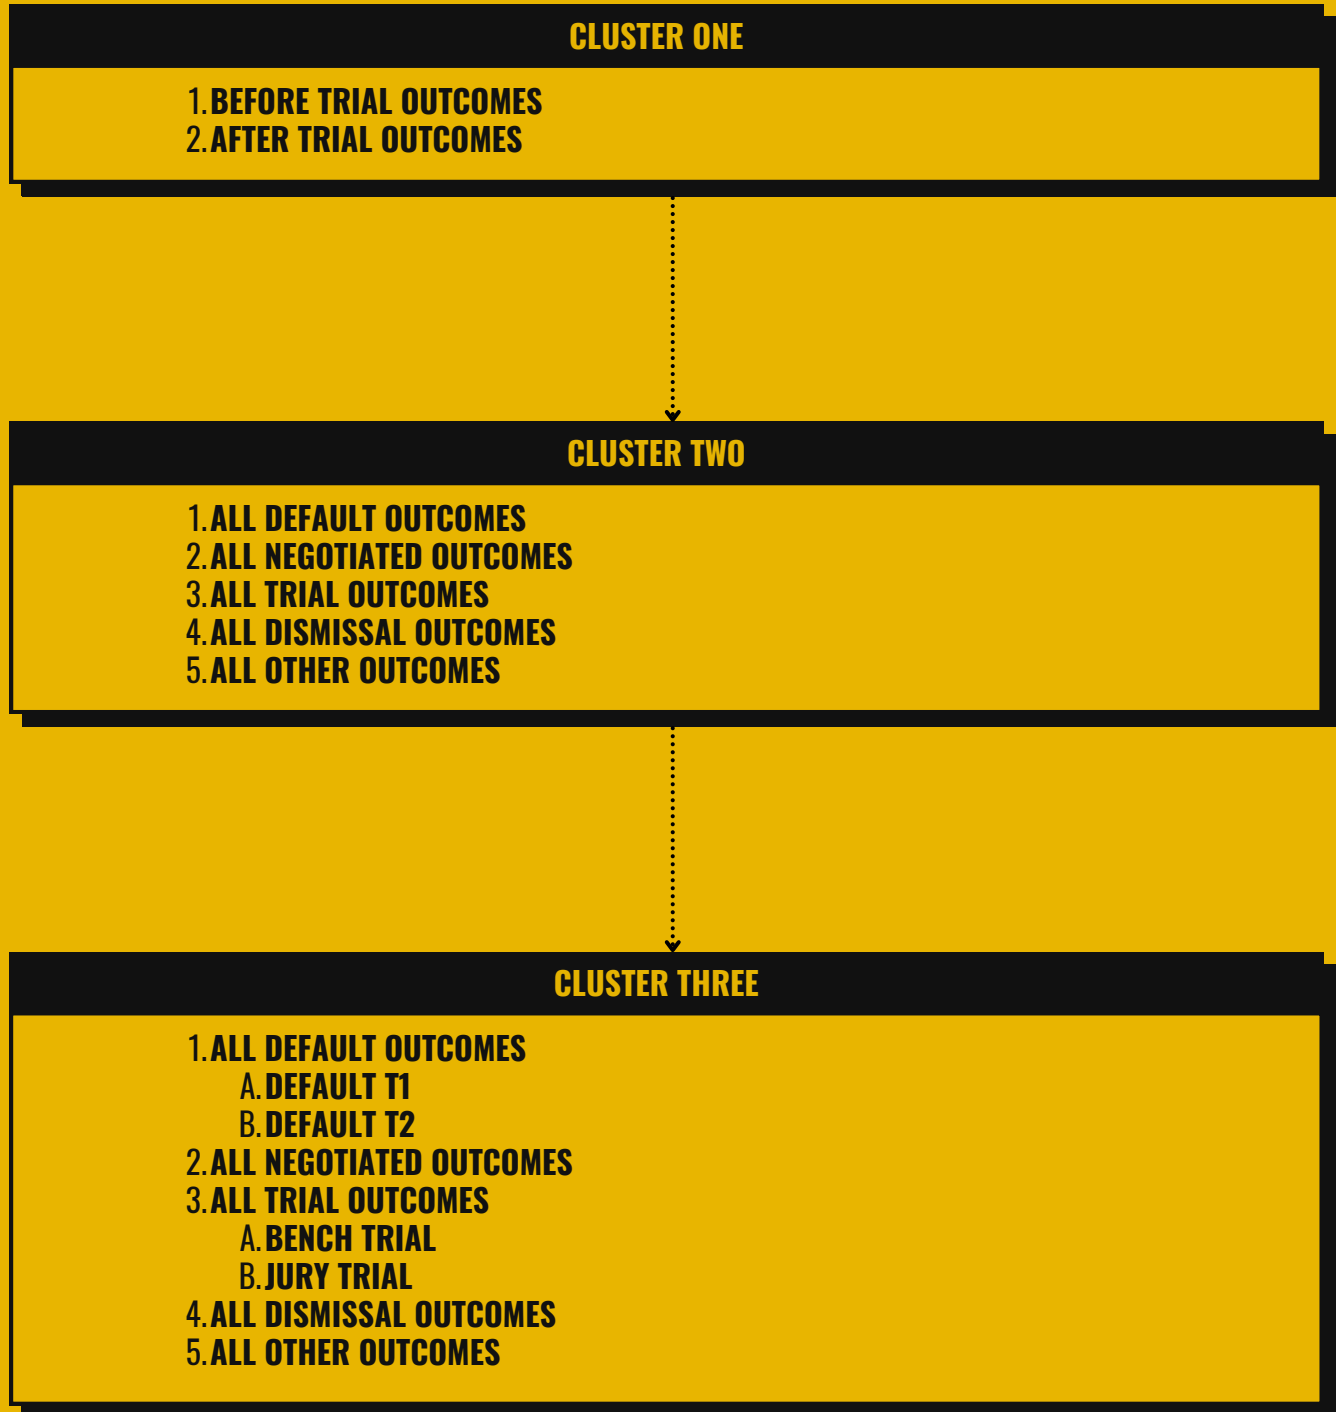 CLUSTER ONE
1. BEFORE TRIAL OUTCOMES
2. AFTER TRIAL OUTCOMES
CLUSTER TWO
1. ALL DEFAULT OUTCOMES
2. ALL NEGOTIATED OUTCOMES
3. ALL TRIAL OUTCOMES
4. ALL DISMISSAL OUTCOMES
5. ALL OTHER OUTCOMES
CLUSTER THREE
1. ALL DEFAULT OUTCOMES
A. DEFAULT T1
B. DEFAULT T2
2. ALL NEGOTIATED OUTCOMES
3. ALL TRIAL OUTCOMES
A. BENCH TRIAL
B. JURY TRIAL
4. ALL DISMISSAL OUTCOMES
5. ALL OTHER OUTCOMES